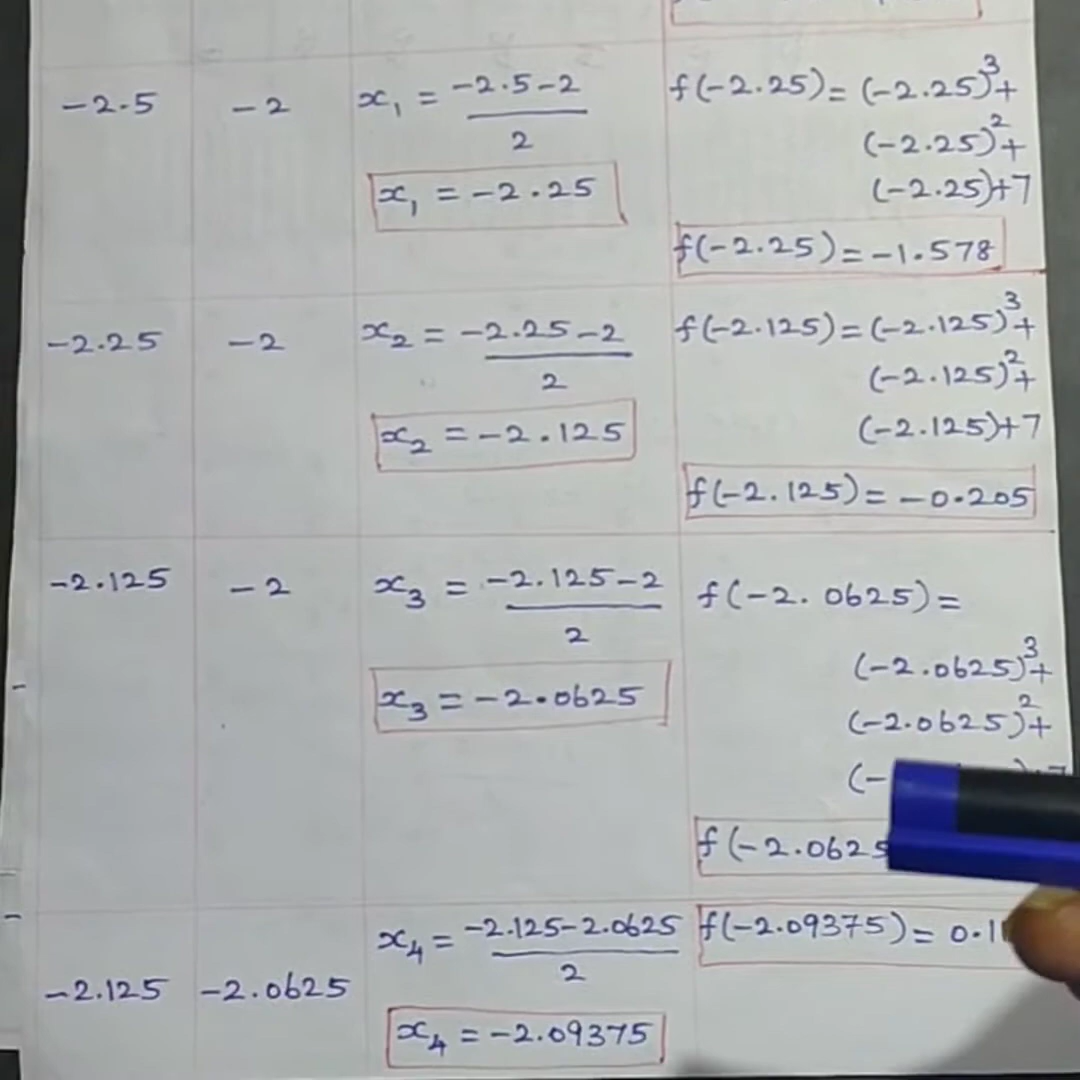 -2.5 -2 x₁ = (-2.5-2)/2 f(-2.25) = (-2.25)³+
(-2.25)²+
x₁ = -2.25 (-2.25)+7
f(-2.25) = -1.578
-2.25 -2 x₂ = (-2.25-2)/2 f(-2.125) = (-2.125)³+
(-2.125)²+
x₂ = -2.125 (-2.125)+7
f(-2.125) = -0.205
-2.125 -2 x₃ = (-2.125-2)/2 f(-2.0625) =
(-2.0625)³+
x₃ = -2.0625 (-2.0625)²+
(-
f(-2.0625
x₄ = (-2.125-2.0625)/2 f(-2.09375) = 0.1
-2.125 -2.0625
x₄ = -2.09375